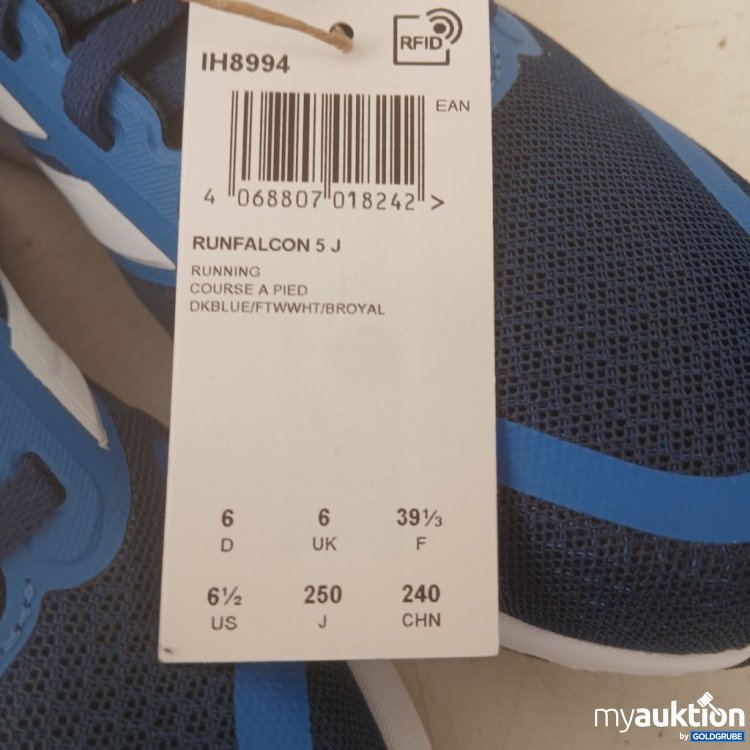 RFID
IH8994
EAN
4 068807 018242 >
RUNFALCON 5 J
RUNNING
COURSE A PIED
DKBLUE/FTWWHT/BROYAL
6 6 39⅓
D UK F
6½ 250 240
US J CHN
myauktion
by GOLDGRUBE